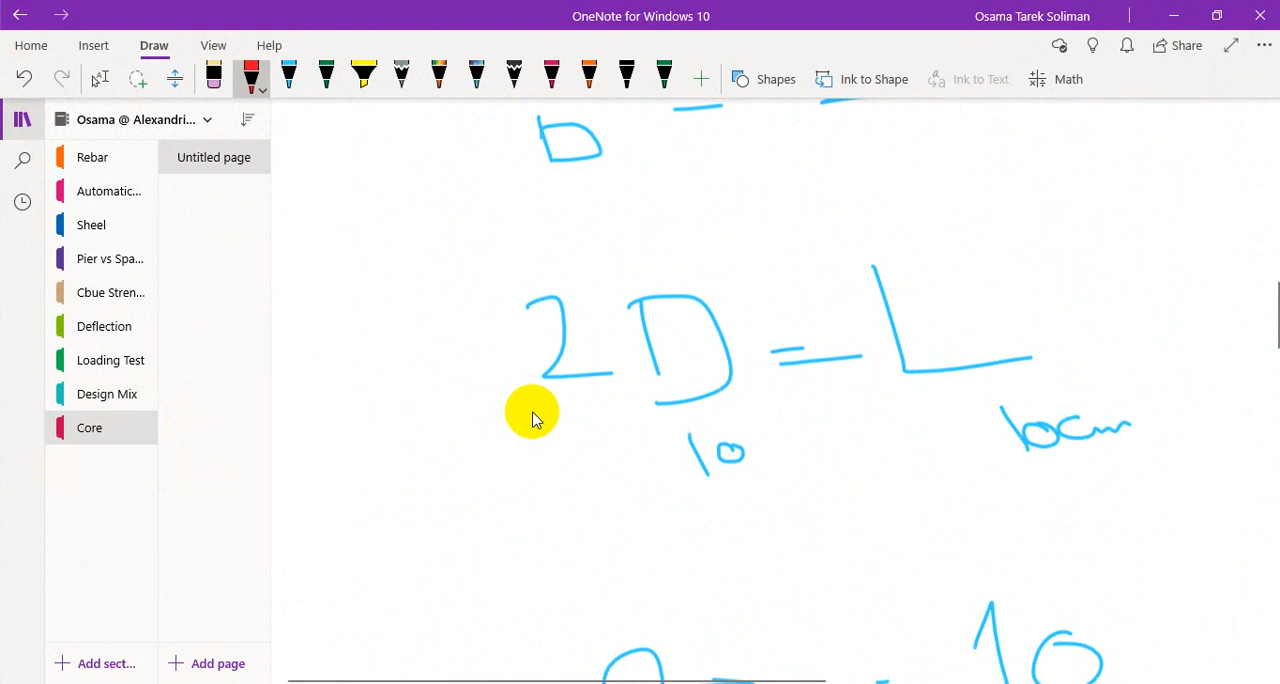 OneNote for Windows 10
Osama Tarek Soliman
Home Insert Draw View Help
Share
Shapes
Ink to Shape
Ink to Text
Math
Osama @ Alexandri...
Rebar
Untitled page
Automatic...
Sheel
Pier vs Spa...
Cbue Stren...
Deflection
Loading Test
Design Mix
Core
Add sect...
Add page
D =
2 D = L
10
10cm
10